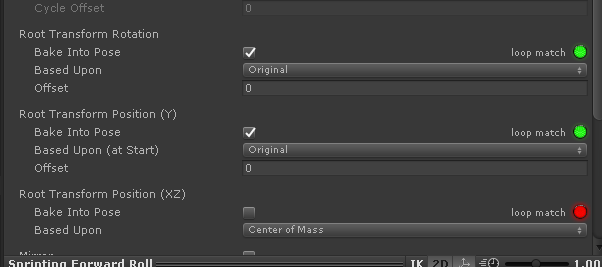 Cycle Offset 0
Root Transform Rotation
Bake Into Pose loop match
Based Upon Original
Offset 0
Root Transform Position (Y)
Bake Into Pose loop match
Based Upon (at Start) Original
Offset 0
Root Transform Position (XZ)
Bake Into Pose loop match
Based Upon Center of Mass
Mirror
Sprinting Forward Roll IK 2D 1.00